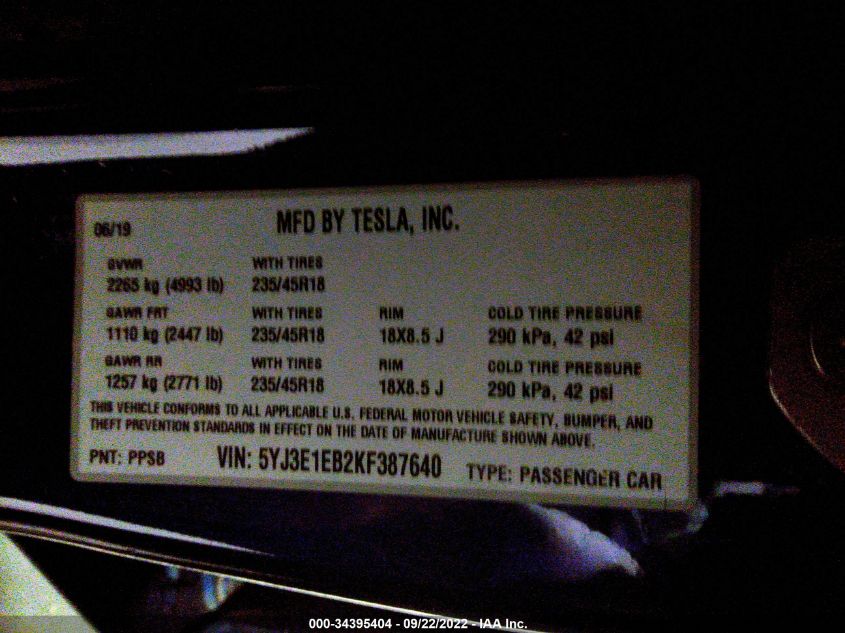 06/19 MFD BY TESLA, INC.
GVWR WITH TIRES
2265 kg (4993 lb) 235/45R18
GAWR FRT WITH TIRES RIM COLD TIRE PRESSURE
1110 kg (2447 lb) 235/45R18 18X8.5 J 290 kPa, 42 psi
GAWR RR WITH TIRES RIM COLD TIRE PRESSURE
1257 kg (2771 lb) 235/45R18 18X8.5 J 290 kPa, 42 psi
THIS VEHICLE CONFORMS TO ALL APPLICABLE U.S. FEDERAL MOTOR VEHICLE SAFETY, BUMPER, AND
THEFT PREVENTION STANDARDS IN EFFECT ON THE DATE OF MANUFACTURE SHOWN ABOVE.
PNT: PPSB VIN: 5YJ3E1EB2KF387640 TYPE: PASSENGER CAR
000-34395404 - 09/22/2022 - IAA Inc.